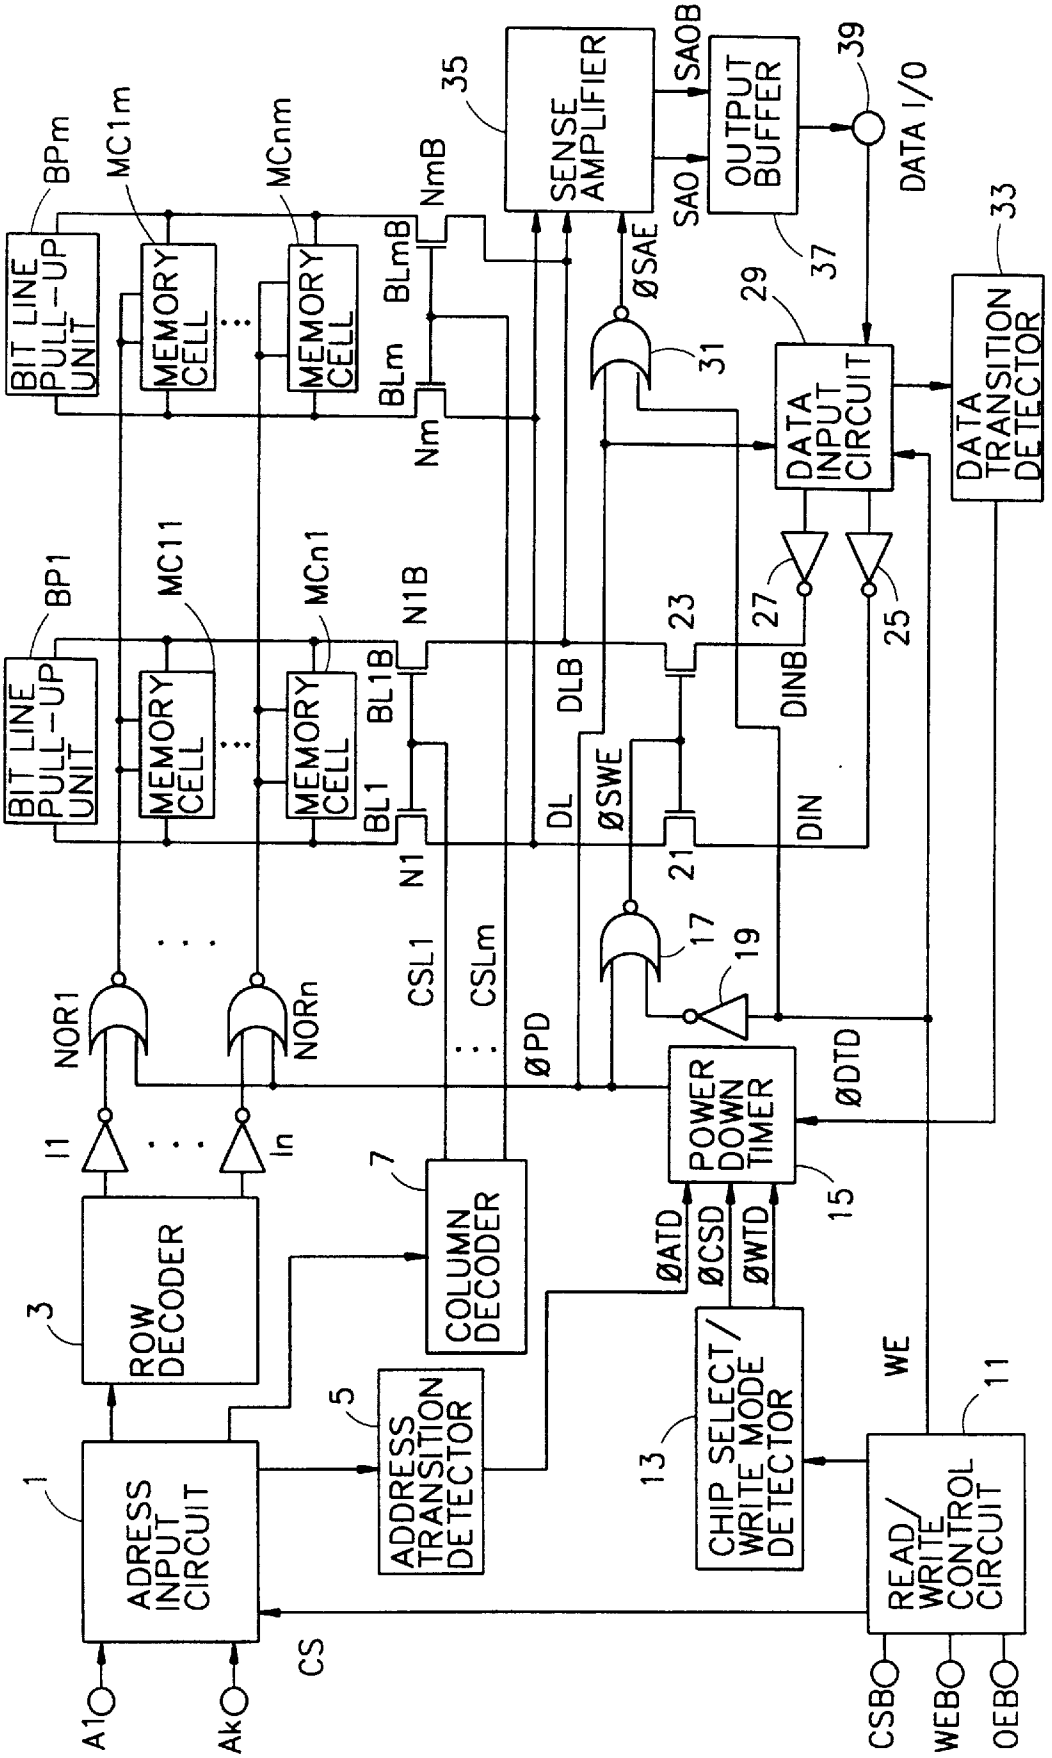 A1
Ak
ADRESS
INPUT
CIRCUIT
1
CS
ROW
DECODER
3
I1
In
. . .
NOR1
NORn
. . .
ADDRESS
TRANSITION
DETECTOR
5
COLUMN
DECODER
7
CSL1
. . .
CSLm
BIT LINE
PULL-UP
UNIT
BP1
MEMORY
CELL
MC11
...
MEMORY
CELL
MCn1
BL1
BL1B
N1
N1B
BIT LINE
PULL-UP
UNIT
BPm
MEMORY
CELL
MC1m
...
MEMORY
CELL
MCnm
BLm
BLmB
Nm
NmB
DL
DLB
ØPD
ØSWE
17
19
21
23
DIN
DINB
ØSAE
31
SENSE
AMPLIFIER
35
SAO
SAOB
OUTPUT
BUFFER
37
39
DATA I/O
27
25
DATA
INPUT
CIRCUIT
29
DATA
TRANSITION
DETECTOR
33
POWER
DOWN
TIMER
15
ØATD
ØCSD
ØWTD
ØDTD
CHIP SELECT/
WRITE MODE
DETECTOR
13
WE
READ/
WRITE
CONTROL
CIRCUIT
11
CSB
WEB
OEB